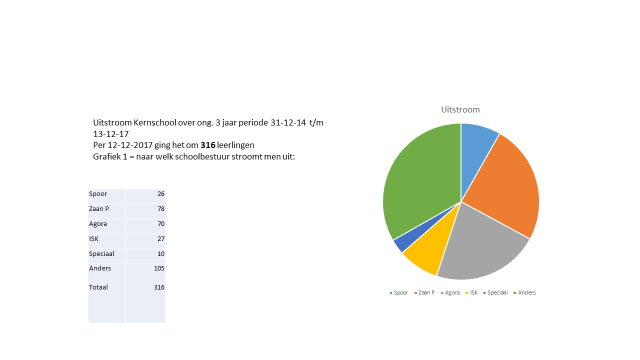 Uitstroom Kernschool over ong. 3 jaar periode 31-12-14 t/m
13-12-17
Per 12-12-2017 ging het om 316 leerlingen
Grafiek 1 = naar welk schoolbestuur stroomt men uit:
Spoor 26
Zaan P 78
Agora 70
ISK 27
Speciaal 10
Anders 105
Totaal 316
Uitstroom
Spoor Zaan P Agora ISK Speciaal Anders